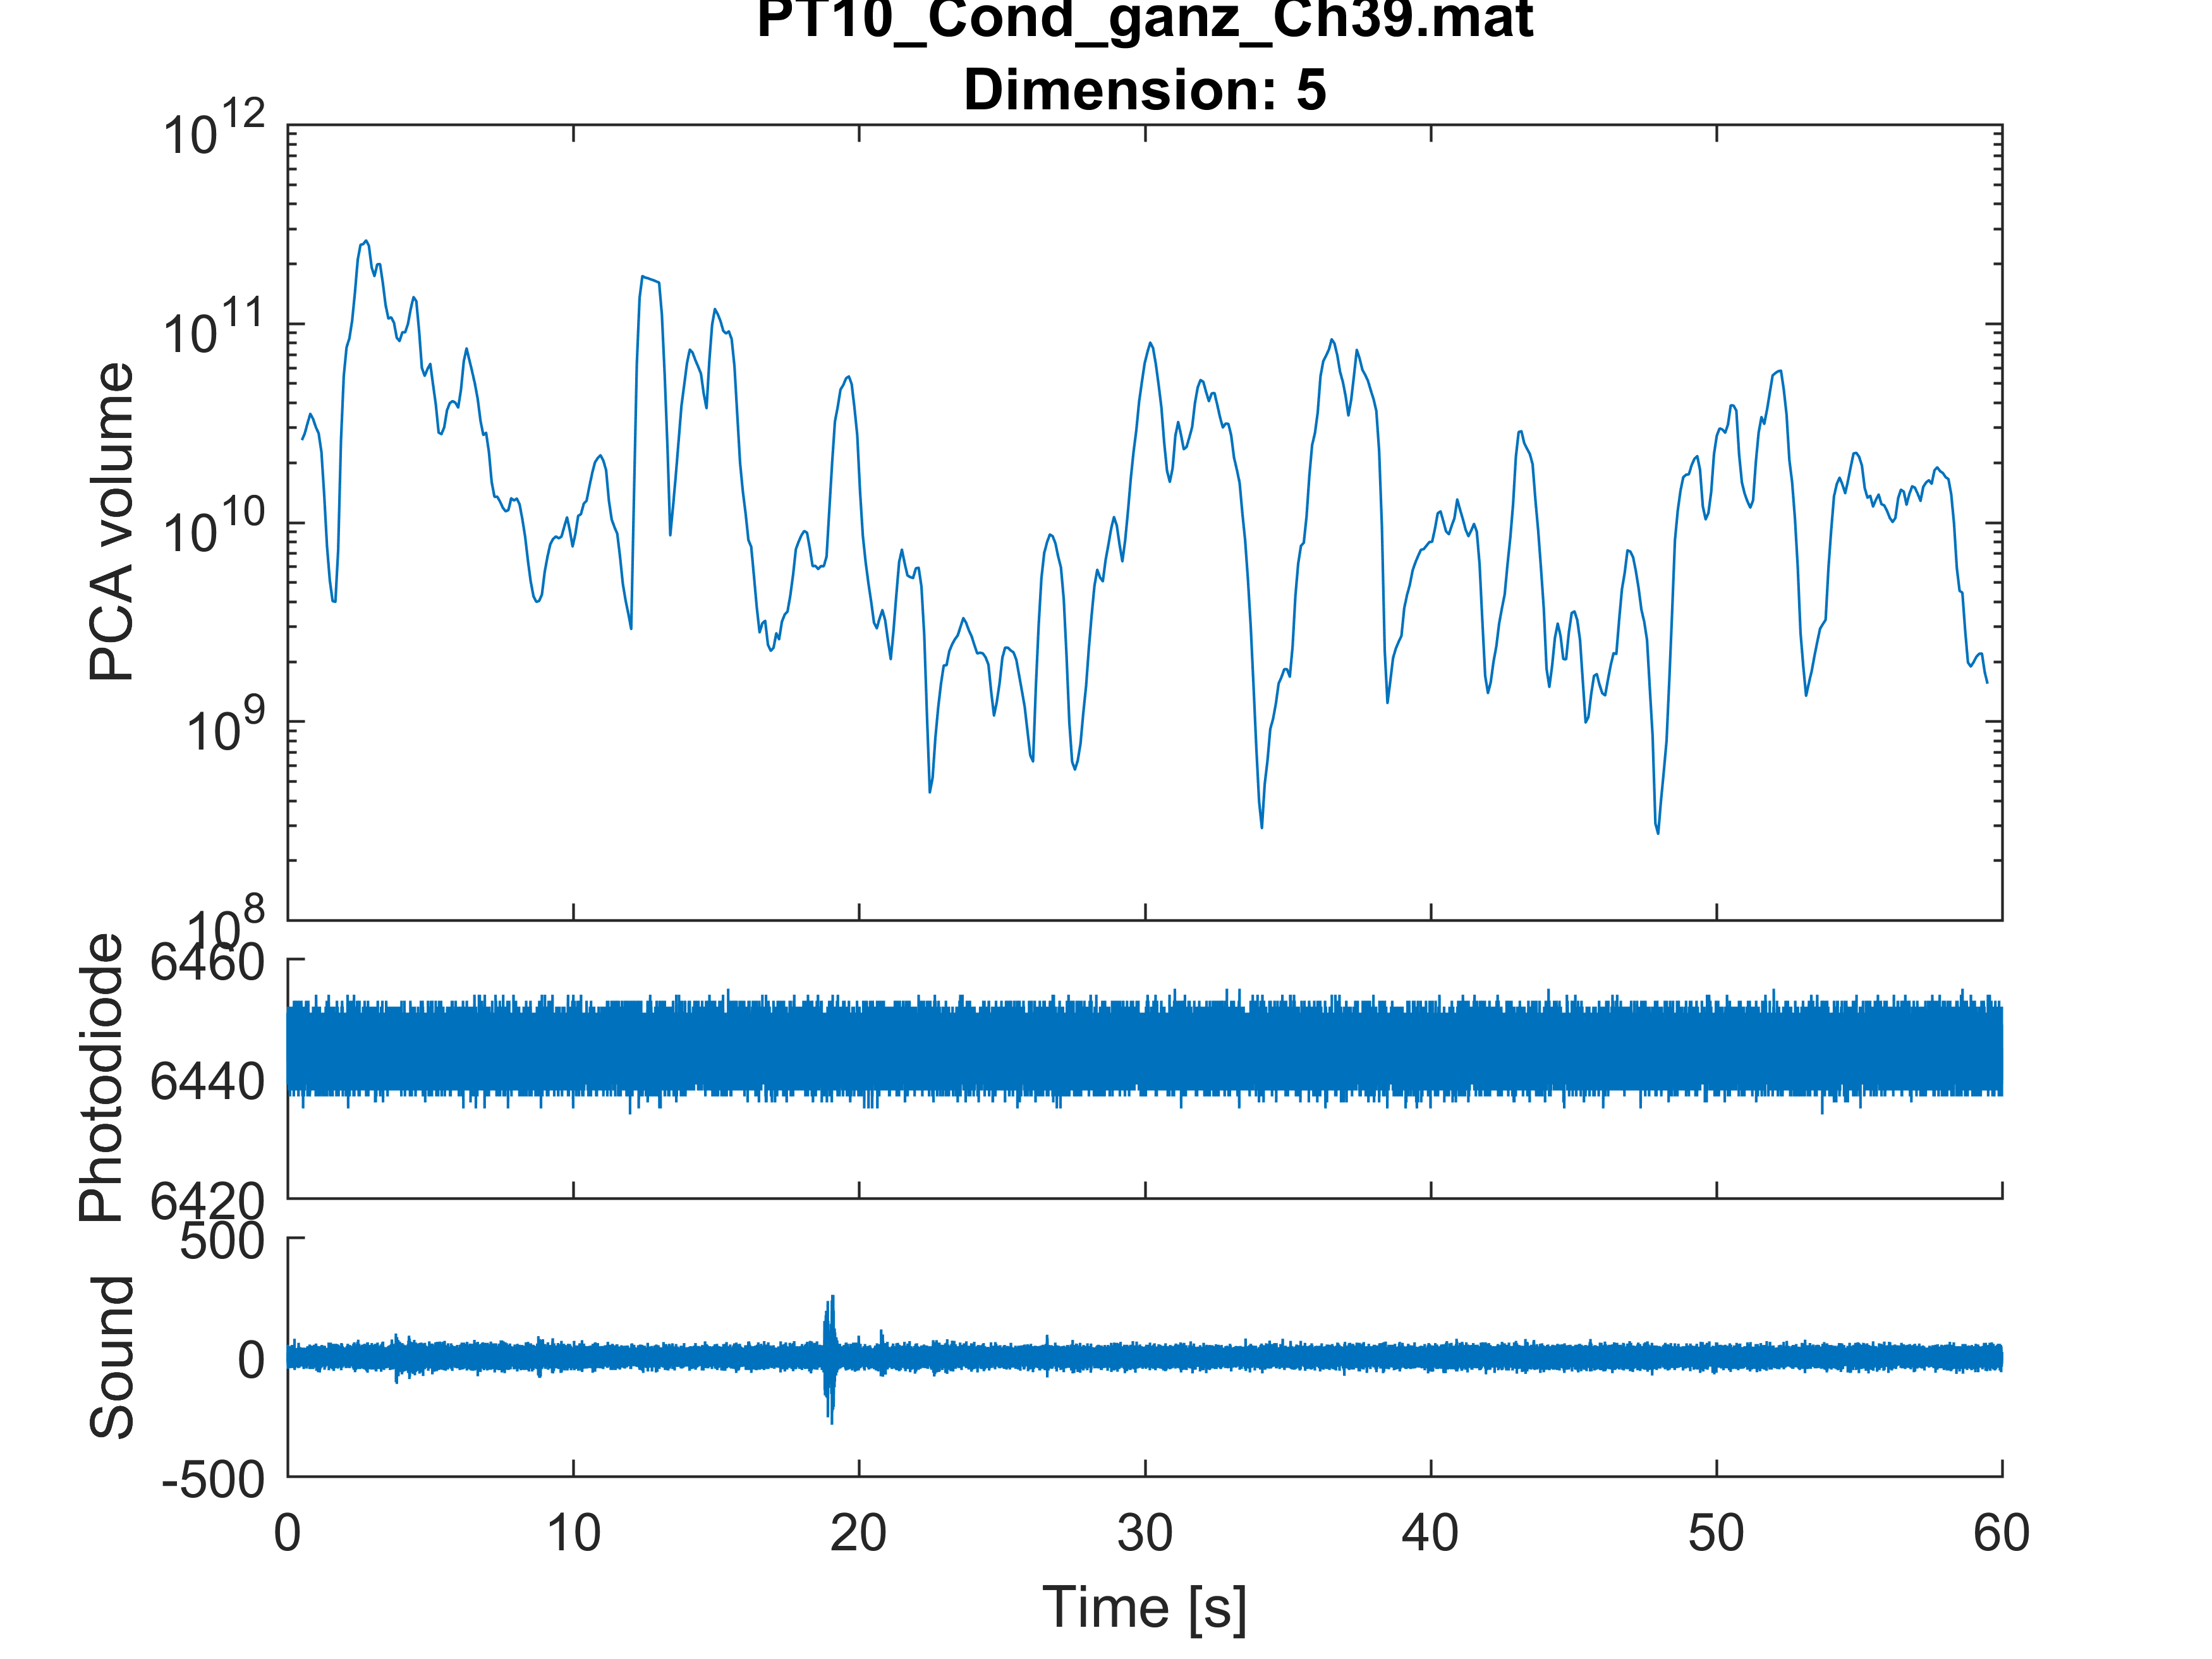 PT10_Cond_ganz_Ch39.mat
Dimension: 5
10^12
10^11
10^10
10^9
10^8
PCA volume
6460
6440
6420
Photodiode
500
0
-500
Sound
0 10 20 30 40 50 60
Time [s]